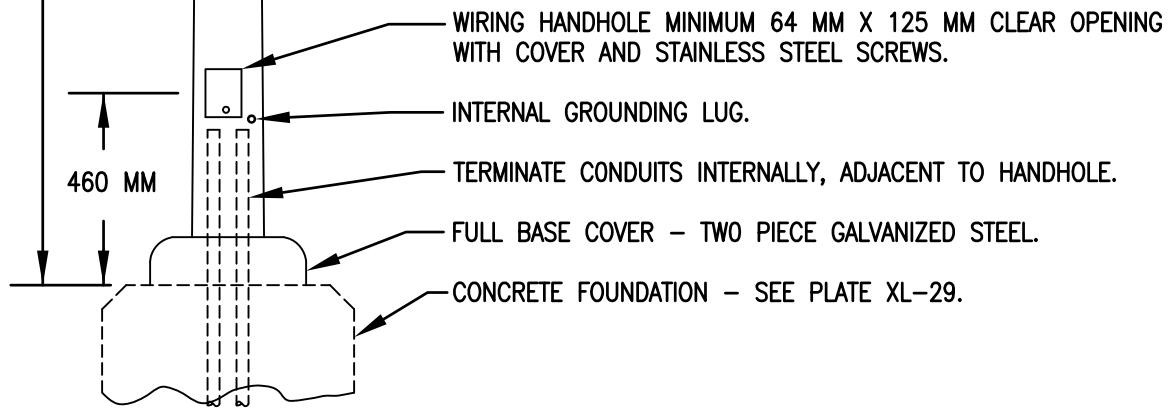 WIRING HANDHOLE MINIMUM 64 MM X 125 MM CLEAR OPENING
WITH COVER AND STAINLESS STEEL SCREWS.
INTERNAL GROUNDING LUG.
TERMINATE CONDUITS INTERNALLY, ADJACENT TO HANDHOLE.
460 MM
FULL BASE COVER – TWO PIECE GALVANIZED STEEL.
CONCRETE FOUNDATION – SEE PLATE XL–29.